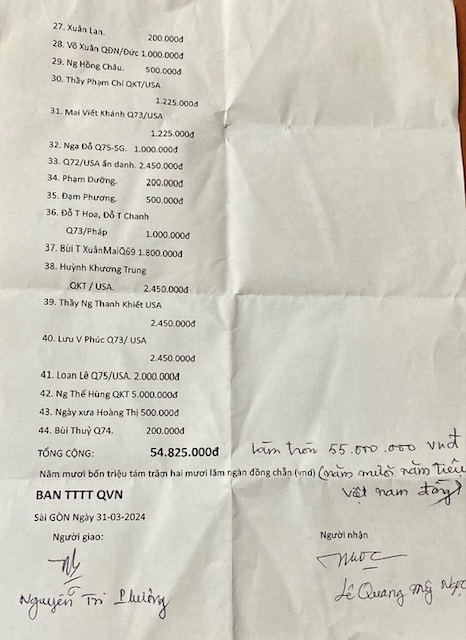 27. Xuân Lan. 200.000đ
28. Võ Xuân QĐN/Đức 1.000.000đ
29. Ng Hồng Châu. 500.000đ
30. Thầy Phạm Chí QKT/USA
1.225.000đ
31. Mai Viết Khánh Q73/USA
1.225.000đ
32. Nga Đỗ Q75-SG. 1.000.000đ
33. Q72/USA ẩn danh. 2.450.000đ
34. Phạm Dưỡng. 200.000đ
35. Đạm Phương. 500.000đ
36. Đỗ T Hoa, Đỗ T Chanh
Q73/Pháp 1.000.000đ
37. Bùi T XuânMaiQ69 1.800.000đ
38. Huỳnh Khương Trung
QKT / USA. 2.450.000đ
39. Thầy Ng Thanh Khiết USA
2.450.000đ
40. Lưu V Phúc Q73/ USA
2.450.000đ
41. Loan Lê Q75/USA. 2.000.000đ
42. Ng Thế Hùng QKT 5.000.000đ
43. Ngày xưa Hoàng Thị 500.000đ
44. Bùi Thuỷ Q74. 200.000đ
TỔNG CỘNG: 54.825.000đ làm tròn 55.000.000 vnđ
Năm mươi bốn triệu tám trăm hai mươi lăm ngàn đồng chẵn (vnd) (năm mươi năm triệu
Việt nam đồng)
BAN TTTT QVN
Sài GÒN Ngày 31-03-2024
Người giao: Người nhận
Ngọc
Nguyễn Tri Phương Lê Quang Mỹ Ngọc